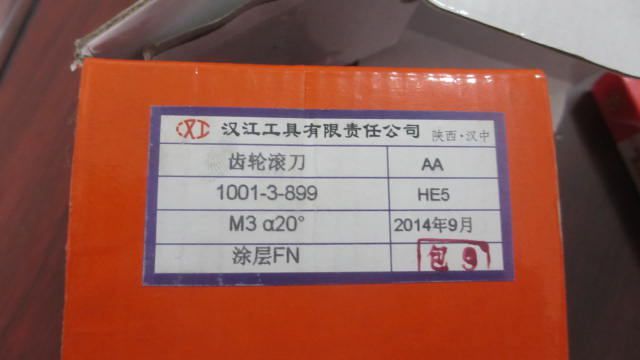 汉江工具有限责任公司 陕西·汉中
齿轮滚刀 AA
1001-3-899 HE5
M3 α20° 2014年9月
涂层FN 包 9